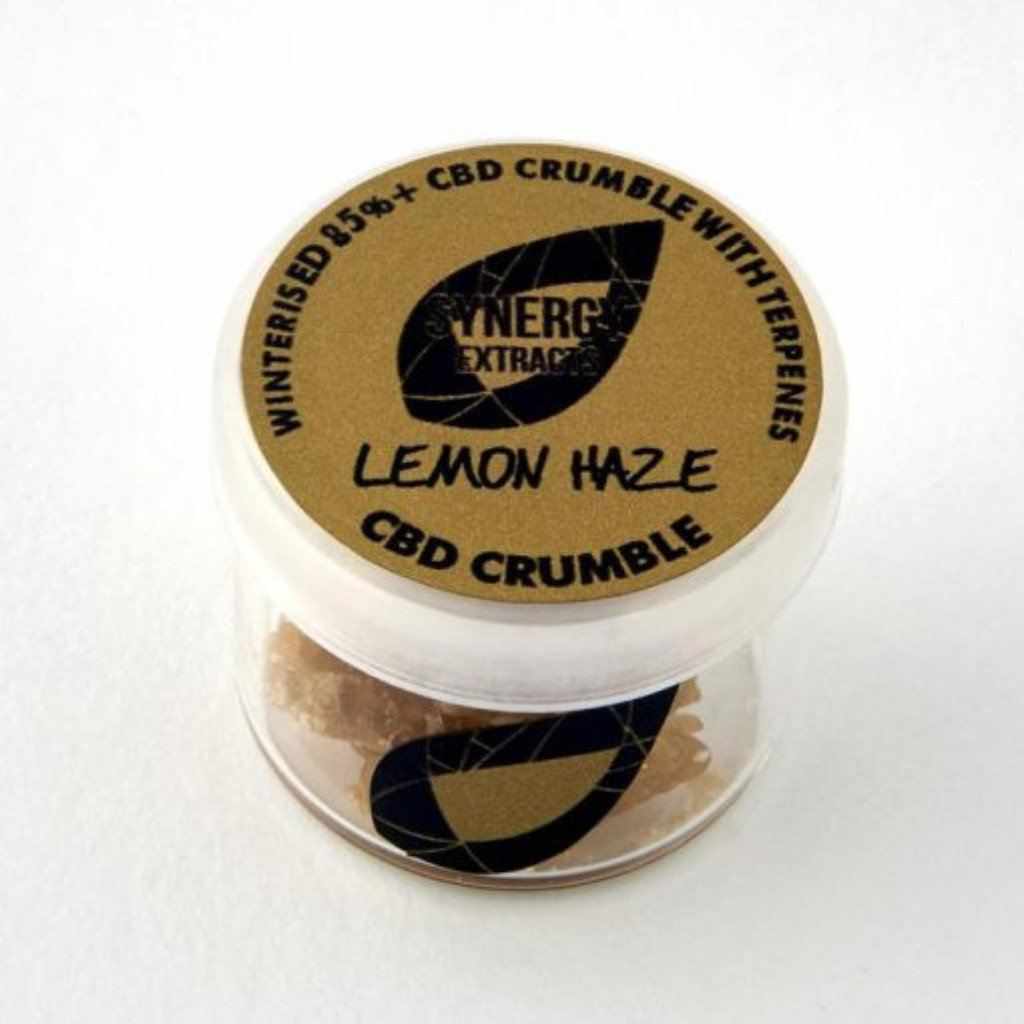 WINTERISED 85%+ CBD CRUMBLE WITH TERPENES
SYNERGY
EXTRACTS
LEMON HAZE
CBD CRUMBLE